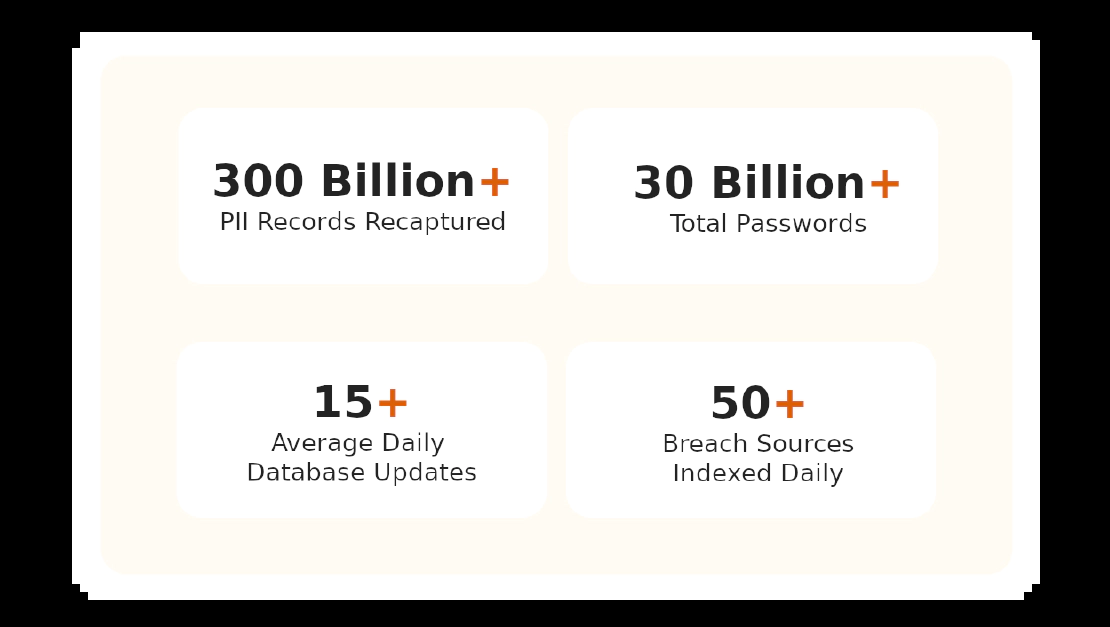 300 Billion+
PII Records Recaptured
30 Billion+
Total Passwords
15+
Average Daily
Database Updates
50+
Breach Sources
Indexed Daily